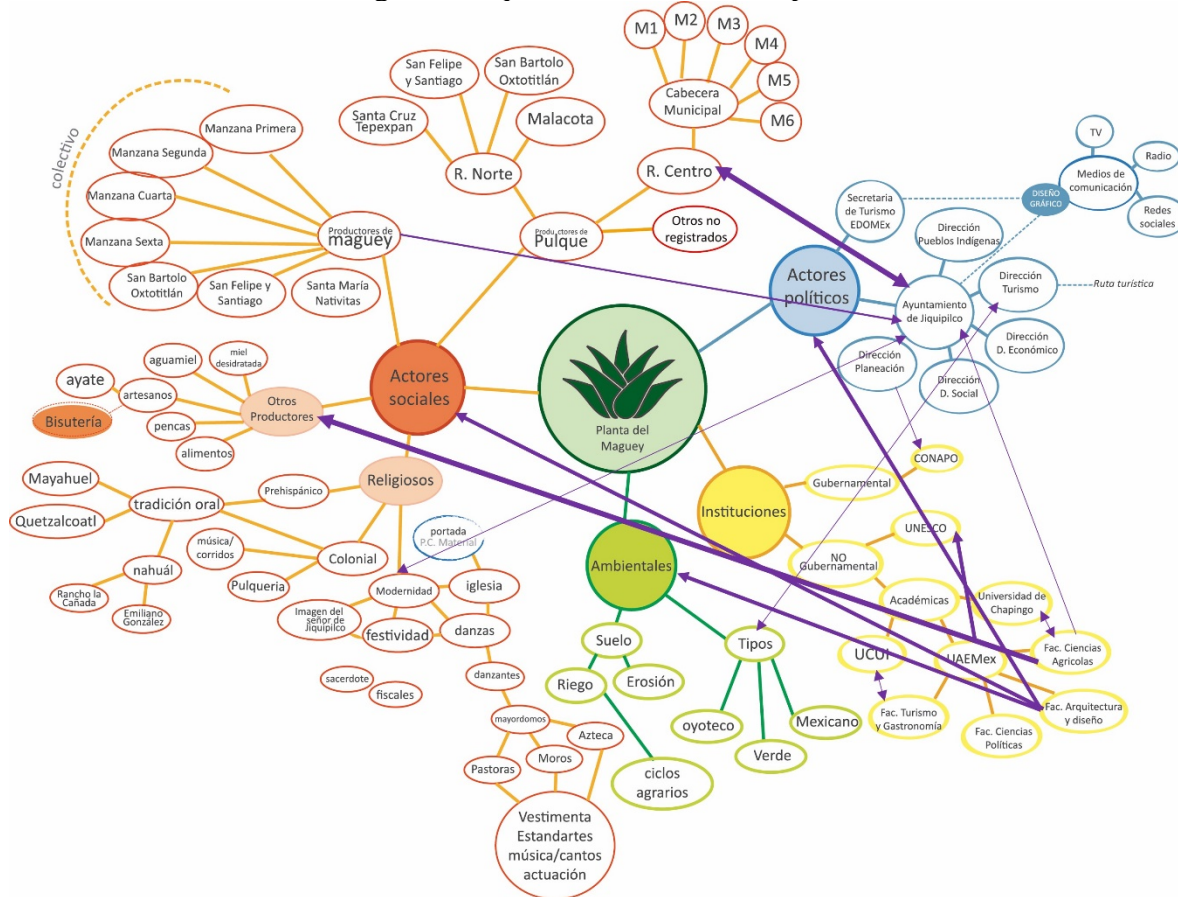 M1
M2
M3
M4
M5
M6
San Felipe
y Santiago
San Bartolo
Oxtotitlán
Cabecera
Municipal
Santa Cruz
Tepexpan
Malacota
Manzana Primera
colectivo
Manzana Segunda
Manzana Cuarta
Manzana Sexta
San Bartolo
Oxtotitlán
San Felipe y
Santiago
Santa María
Nativitas
Productores de
maguey
R. Norte
R. Centro
Productores de
Pulque
Otros no
registrados
TV
Radio
Medios de
comunicación
Redes
sociales
DISEÑO
GRÁFICO
Secretaria
de Turismo
EDOMEx
Dirección
Pueblos Indígenas
Dirección
Turismo
Ruta turística
Actores
políticos
Ayuntamiento
de Jiquipilco
Dirección
D. Económico
Dirección
Planeación
Dirección
D. Social
Planta del
Maguey
Actores
sociales
miel
desidratada
aguamiel
ayate
artesanos
Bisutería
pencas
alimentos
Otros
Productores
Religiosos
Mayahuel
Quetzalcoatl
tradición oral
Prehispánico
música/
corridos
Colonial
Pulqueria
nahuál
Rancho la
Cañada
Emiliano
González
portada
P.C. Material
Modernidad
iglesia
Imagen del
señor de
Jiquipilco
festividad
danzas
sacerdote
fiscales
danzantes
mayordomos
Azteca
Moros
Pastoras
Vestimenta
Estandartes
música/cantos
actuación
Ambientales
Suelo
Riego
Erosión
ciclos
agrarios
Tipos
oyoteco
Verde
Mexicano
Instituciones
Gubernamental
CONAPO
UNESCO
NO
Gubernamental
Académicas
Universidad de
Chapingo
UCUI
UAEMex
Fac. Ciencias
Agricolas
Fac. Turismo
y Gastronomía
Fac. Ciencias
Políticas
Fac. Arquitectura
y diseño